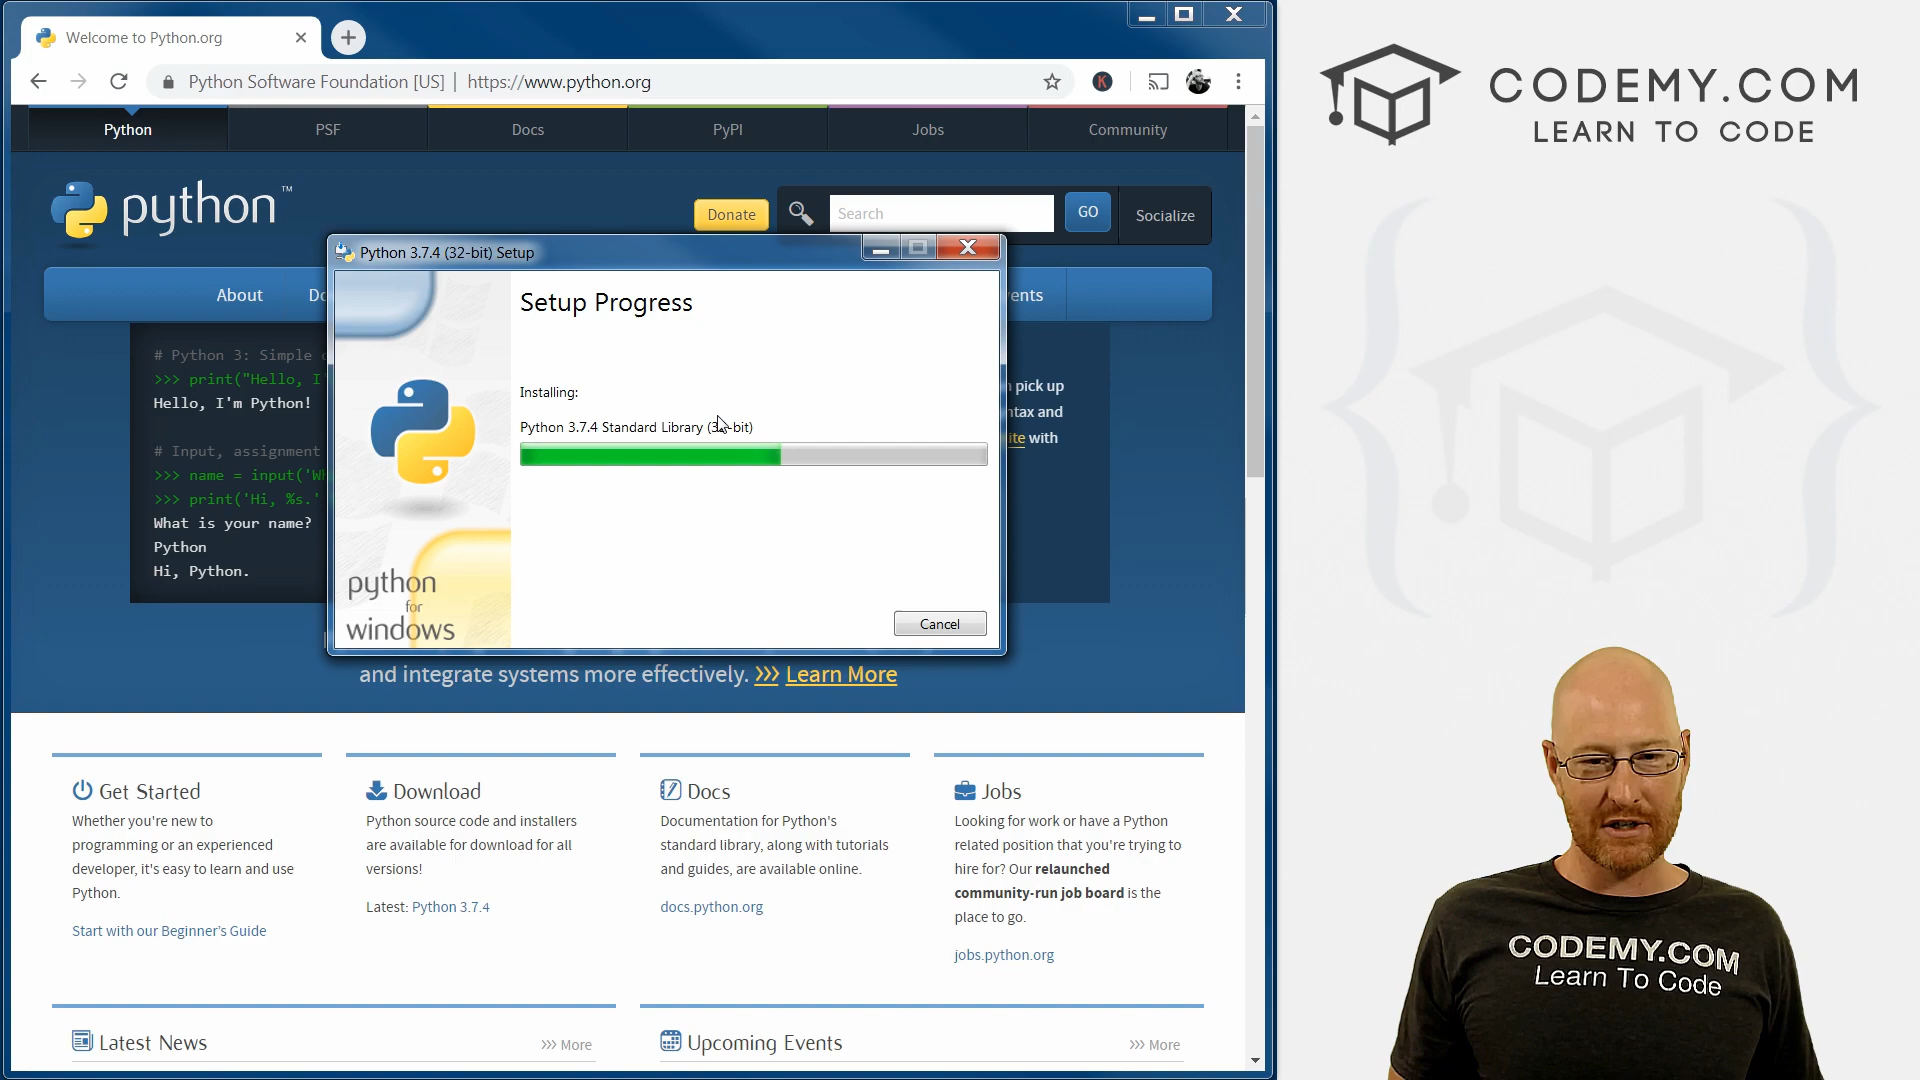 Welcome to Python.org
Python Software Foundation [US] | https://www.python.org
K
Python PSF Docs PyPI Jobs Community
python™
Donate Search GO Socialize
About
# Python 3: Simple
>>> print("Hello, I'
Hello, I'm Python!
# Input, assignment
>>> name = input('
>>> print('Hi, %s.'
What is your name?
Python
Hi, Python.
pick up
and
with
Python 3.7.4 (32-bit) Setup
Setup Progress
Installing:
Python 3.7.4 Standard Library
python
for
windows
Cancel
and integrate systems more effectively. >>> Learn More
Get Started
Whether you're new to
programming or an experienced
developer, it's easy to learn and use
Python.
Start with our Beginner's Guide
Download
Python source code and installers
are available for download for all
versions!
Latest: Python 3.7.4
Docs
Documentation for Python's
standard library, along with tutorials
and guides, are available online.
docs.python.org
Jobs
Looking for work or have a Python
related position that you're trying to
hire for? Our relaunched
community-run job board is the
place to go.
jobs.python.org
Latest News >>> More
Upcoming Events >>> More
CODEMY.COM
LEARN TO CODE
CODEMY.COM
Learn To Code